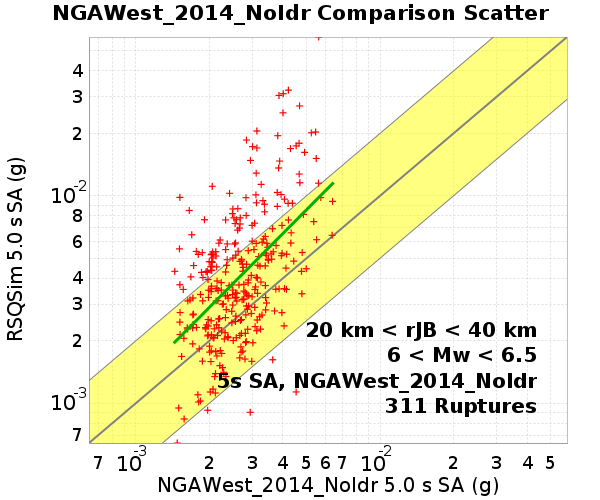 NGAWest_2014_NoIdr Comparison Scatter
RSQSim 5.0 s SA (g)
4
3
2
10-2
8
6
4
3
2
10-3
7
20 km < rJB < 40 km
6 < Mw < 6.5
5s SA, NGAWest_2014_NoIdr
311 Ruptures
7 10-3 2 3 4 5 6 7 10-2 2 3 4 5
NGAWest_2014_NoIdr 5.0 s SA (g)